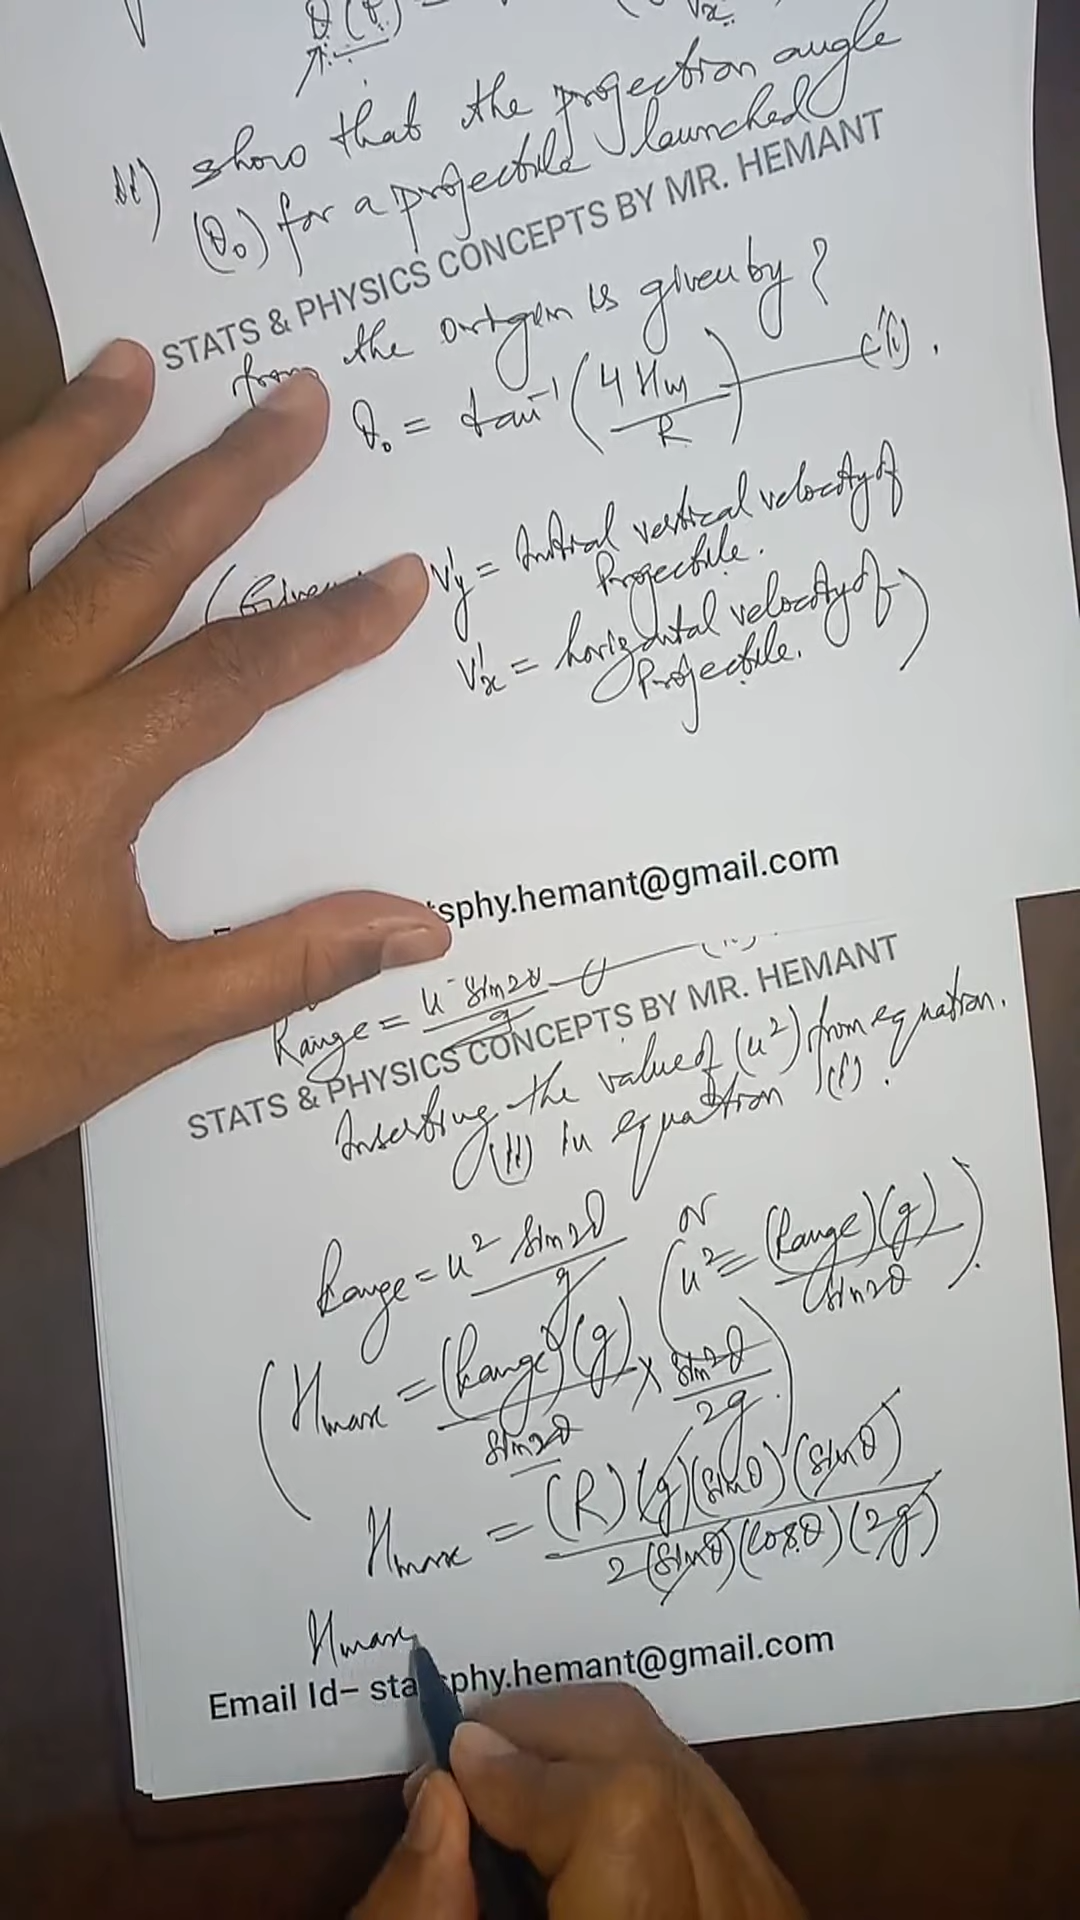 θ(t) =
Vx
ii) show that the projection angle
(θ₀) for a projectile launched
STATS & PHYSICS CONCEPTS BY MR. HEMANT
from the origin is given by?
θ₀ = tan⁻¹ (4Hm/R) —— (ii).
(Given V'y = Initial vertical velocity of
Projectile.
V'x = horizontal velocity of
Projectile.)
sphy.hemant@gmail.com
Range = u sin2θ/g
STATS & PHYSICS CONCEPTS BY MR. HEMANT
Inserting the value of (u²) from equation.
(ii) in equation (i).
Range = u² sin2θ/g or (u² = (Range)(g)/sin2θ).
(Hmax = (Range)(g)/sin2θ × sin²θ/2g.)
Hmax = (R)(g)(sinθ)(sinθ)/2(sinθ)(cosθ)(2g)
Hmax
Email Id– sta sphy.hemant@gmail.com